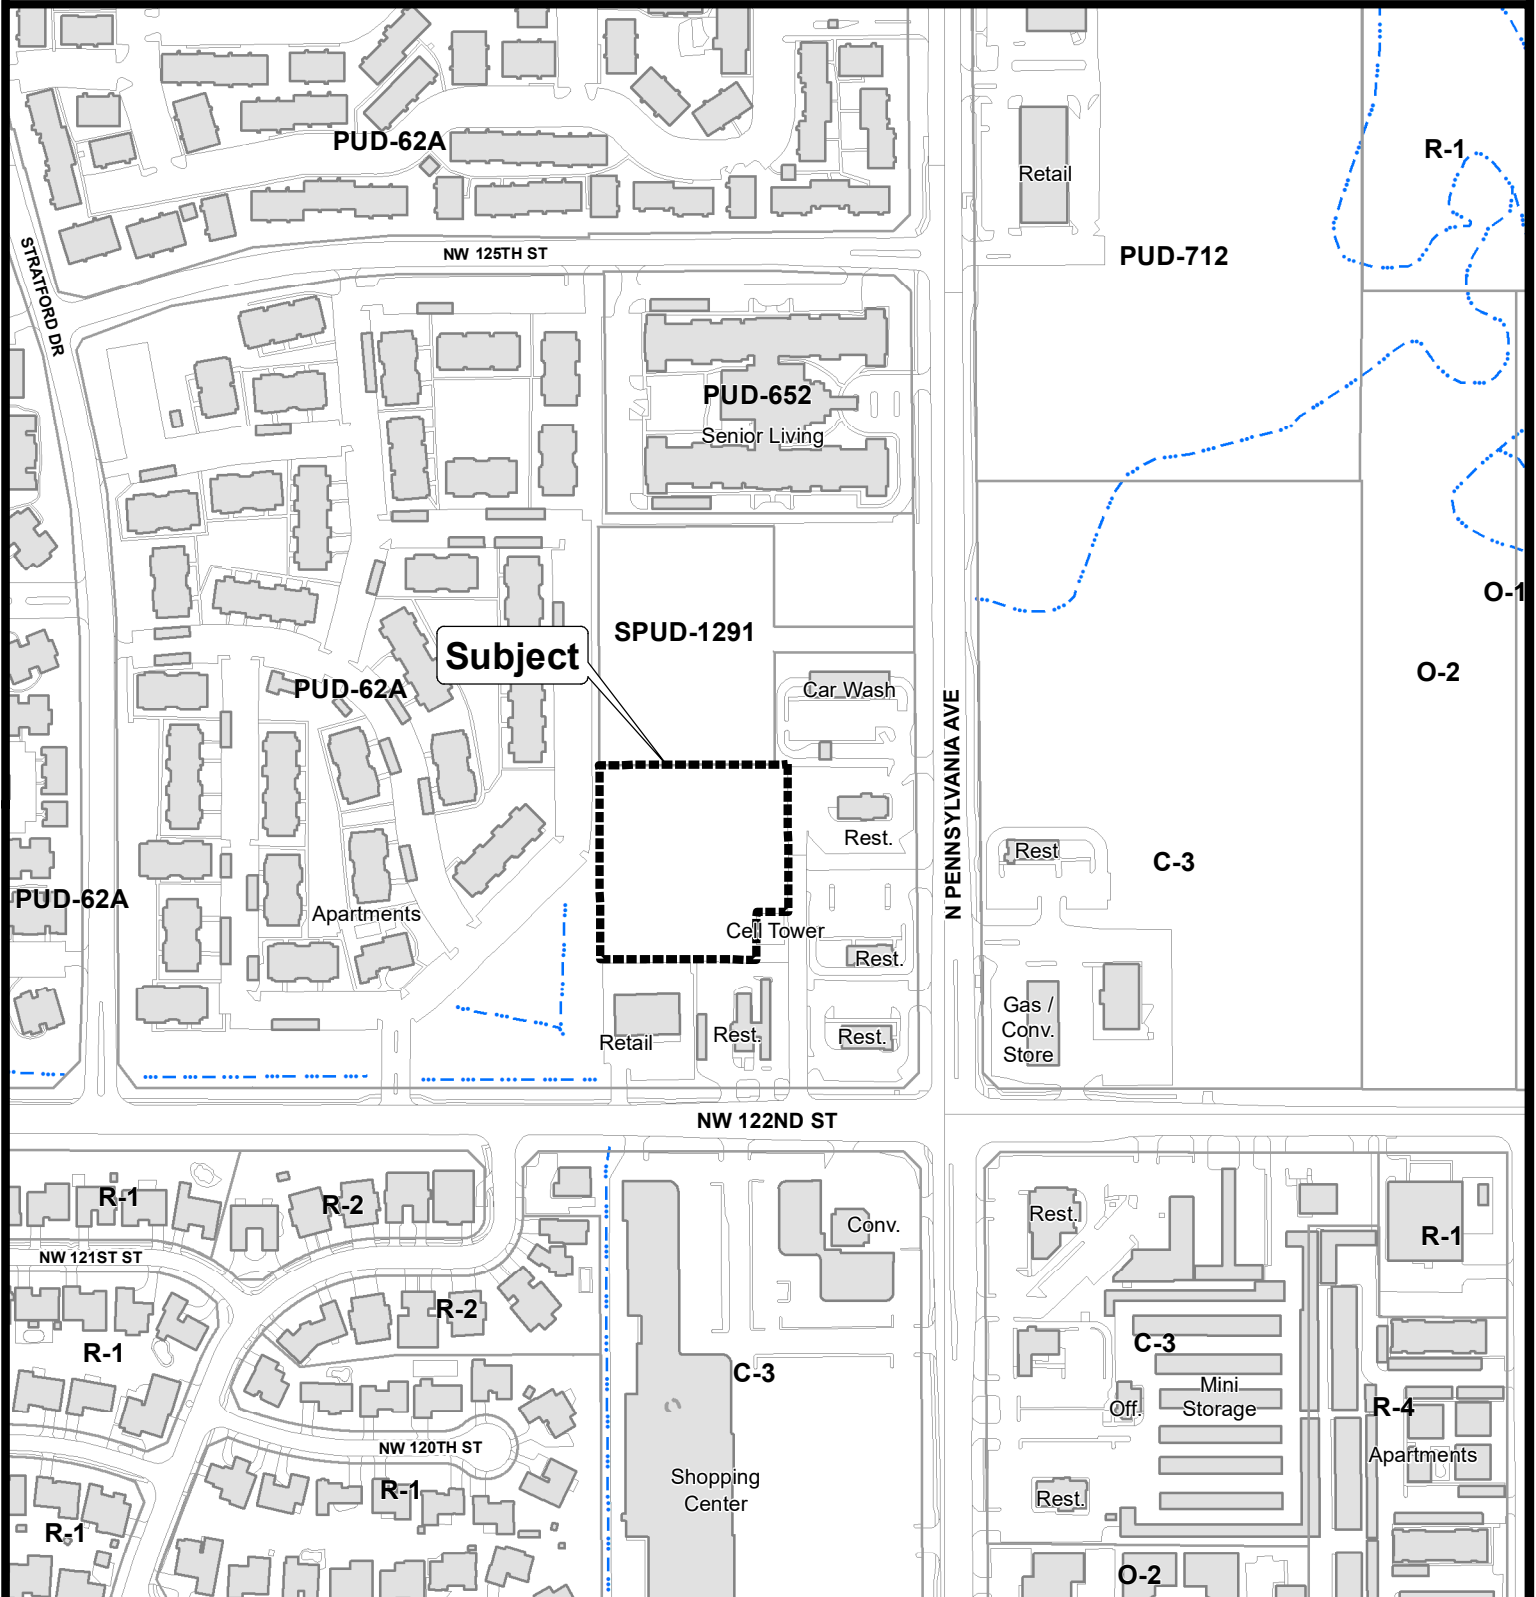 PUD-62A
Retail
R-1
NW 125TH ST
PUD-712
STRATFORD DR
PUD-652
Senior Living
O-1
SPUD-1291
Subject
O-2
PUD-62A
Car Wash
N PENNSYLVANIA AVE
Rest.
Rest
C-3
PUD-62A
Apartments
Cell Tower
Rest.
Gas /
Conv.
Store
Retail
Rest.
Rest.
NW 122ND ST
R-1
R-2
Rest.
Conv.
R-1
NW 121ST ST
R-2
R-1
C-3
C-3
Mini
Storage
Off.
R-4
NW 120TH ST
Apartments
Shopping
Center
R-1
Rest.
R-1
O-2